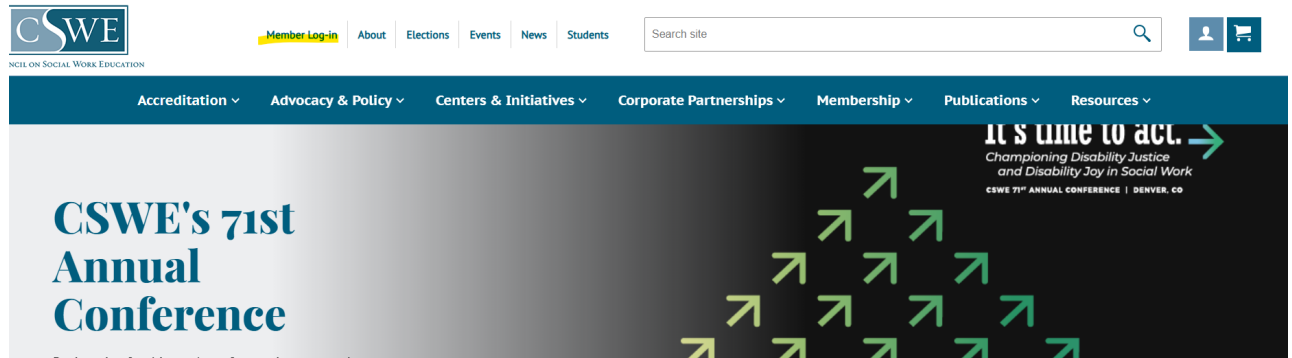 CSWE
NCIL ON SOCIAL WORK EDUCATION
Member Log-in About Elections Events News Students Search site
Accreditation Advocacy & Policy Centers & Initiatives Corporate Partnerships Membership Publications Resources
It's time to act.
Championing Disability Justice
and Disability Joy in Social Work
CSWE 71ST ANNUAL CONFERENCE | DENVER, CO
CSWE's 71st
Annual
Conference